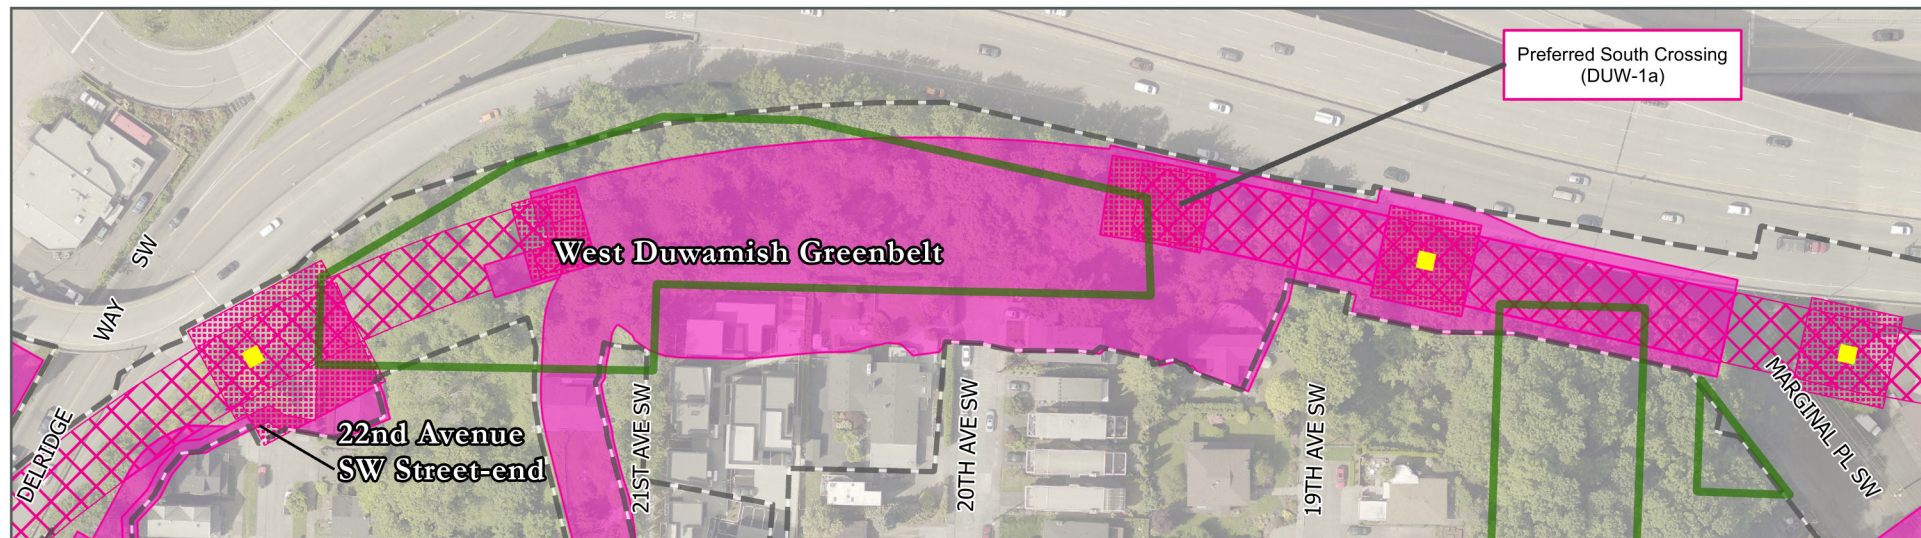 Preferred South Crossing
(DUW-1a)
West Duwamish Greenbelt
SW
WAY
DELRIDGE
22nd Avenue
SW Street-end
21ST AVE SW
20TH AVE SW
19TH AVE SW
MARGINAL PL SW